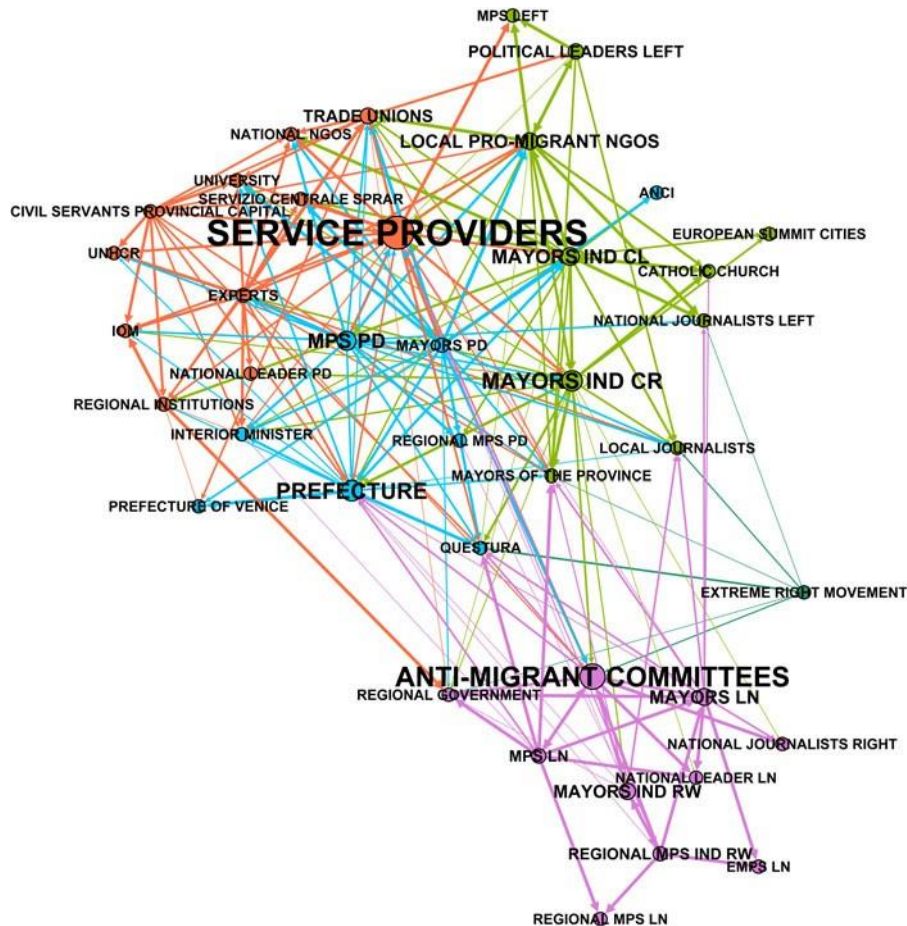 MPS LEFT
POLITICAL LEADERS LEFT
TRADE UNIONS
NATIONAL NGOS
LOCAL PRO-MIGRANT NGOS
UNIVERSITY
ANCI
SERVIZIO CENTRALE SPRAR
CIVIL SERVANTS PROVINCIAL CAPITAL
SERVICE PROVIDERS
EUROPEAN SUMMIT CITIES
UNHCR
MAYORS IND CL
CATHOLIC CHURCH
EXPERTS
NATIONAL JOURNALISTS LEFT
IOM
MPS PD
MAYORS PD
NATIONAL LEADER PD
MAYORS IND CR
REGIONAL INSTITUTIONS
INTERIOR MINISTER
REGIONAL MPS PD
LOCAL JOURNALISTS
MAYORS OF THE PROVINCE
PREFECTURE
PREFECTURE OF VENICE
QUESTURA
EXTREME RIGHT MOVEMENT
ANTI-MIGRANT COMMITTEES
REGIONAL GOVERNMENT
MAYORS LN
NATIONAL JOURNALISTS RIGHT
MPS LN
NATIONAL LEADER LN
MAYORS IND RW
REGIONAL MPS IND RW
EMPS LN
REGIONAL MPS LN